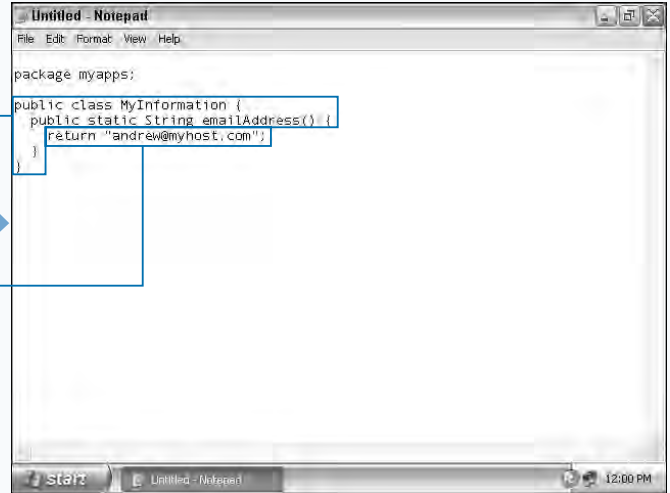 Untitled - Notepad
File Edit Format View Help
package myapps;
public class MyInformation {
public static String emailAddress() {
return "andrew@myhost.com";
}
}
start Untitled - Notepad 12:00 PM